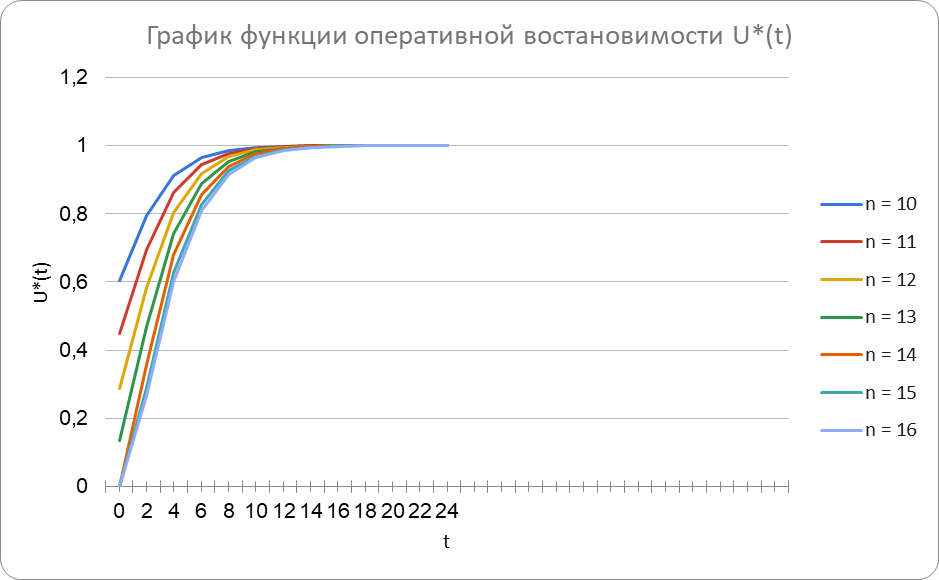 График функции оперативной востановимости U*(t)
1,2
1
0,8
0,6
0,4
0,2
0
U*(t)
0 2 4 6 8 10 12 14 16 18 20 22 24
t
n = 10
n = 11
n = 12
n = 13
n = 14
n = 15
n = 16